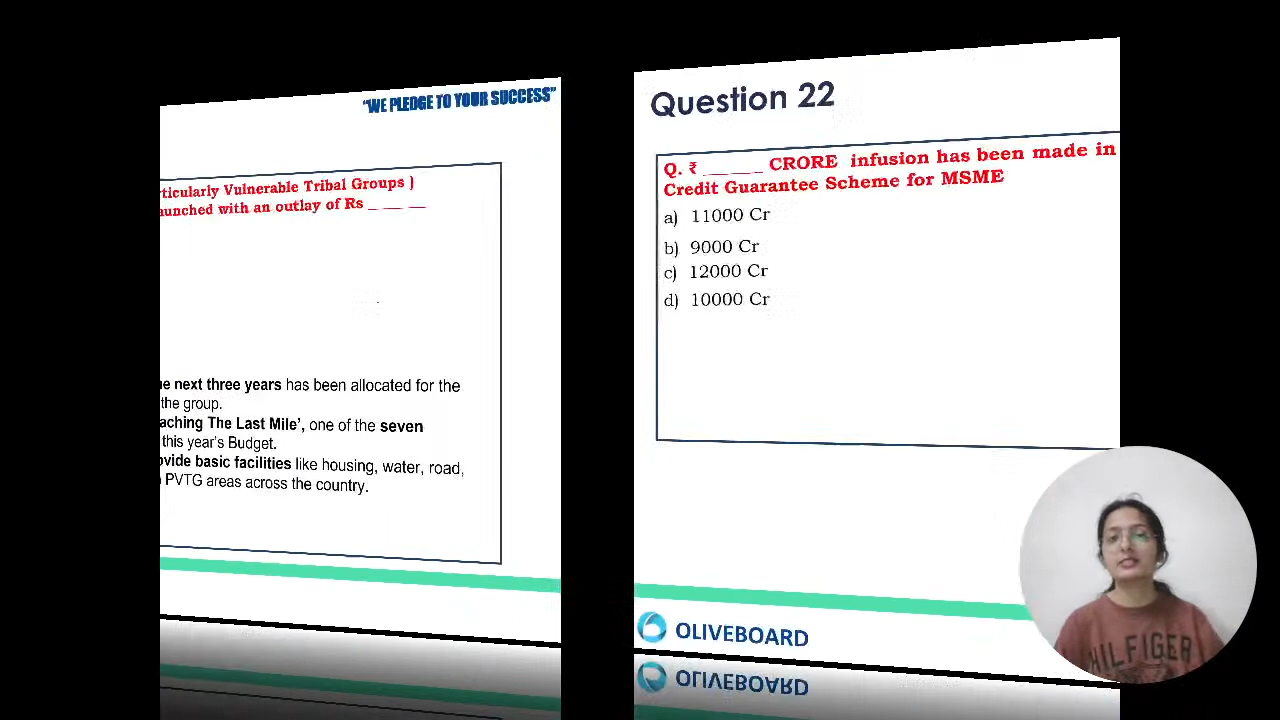 "WE PLEDGE TO YOUR SUCCESS"
rticularly Vulnerable Tribal Groups )
aunched with an outlay of Rs _ _____ ____
e next three years has been allocated for the
the group.
aching The Last Mile', one of the seven
this year's Budget.
ovide basic facilities like housing, water, road,
PVTG areas across the country.
Question 22
Q. ₹ ______ CRORE infusion has been made in
Credit Guarantee Scheme for MSME
a) 11000 Cr
b) 9000 Cr
c) 12000 Cr
d) 10000 Cr
OLIVEBOARD
OLIVEBOARD
HILFIGER